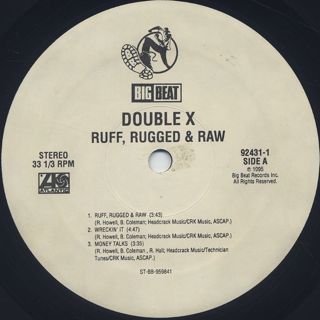 BIG BEAT
DOUBLE X
RUFF, RUGGED & RAW
STEREO
33 1/3 RPM
92431-1
SIDE A
℗ 1995
Big Beat Records Inc.
All Rights Reserved.
ATLANTIC
1. RUFF, RUGGED & RAW (3:43)
(R. Howell, B. Coleman; Headcrack Music/CRK Music, ASCAP.)
2. WRECKIN' IT (4:47)
(R. Howell, B. Coleman; Headcrack Music/CRK Music, ASCAP.)
3. MONEY TALKS (3:35)
(R. Howell, B. Coleman , R. Hall; Headcrack Music/Technician
Tunes/CRK Music, ASCAP.)
ST-BB-959841